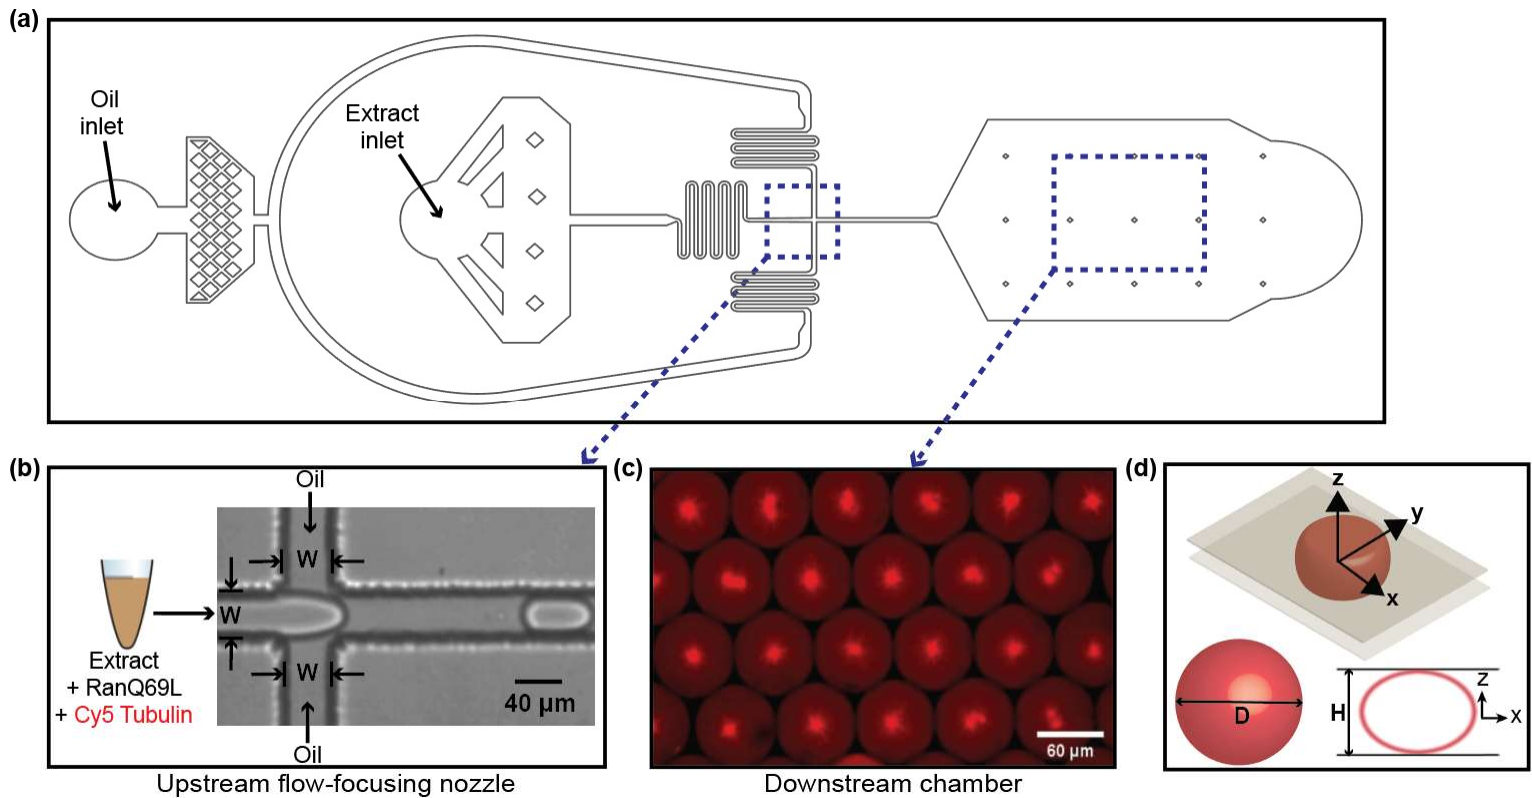 (a)
Oil
inlet
Extract
inlet
(b)
Oil
W
W
W
Extract
+ RanQ69L
+ Cy5 Tubulin
40 µm
Oil
Upstream flow-focusing nozzle
(c)
60 µm
Downstream chamber
(d)
z
y
x
D
H
z
x